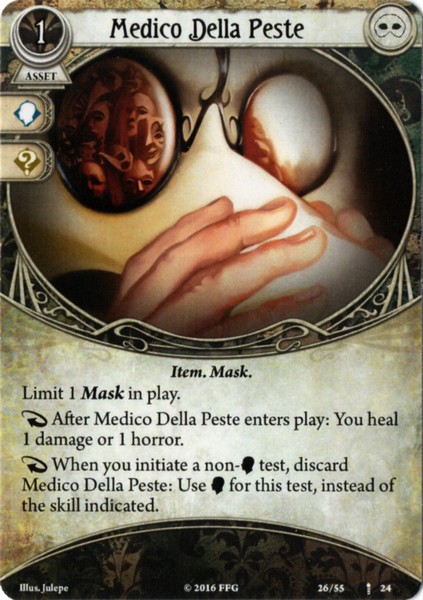 1
Medico Della Peste
ASSET
?
Item. Mask.
Limit 1 Mask in play.
After Medico Della Peste enters play: You heal
1 damage or 1 horror.
When you initiate a non- test, discard
Medico Della Peste: Use for this test, instead of
the skill indicated.
Illus. Julepe
© 2016 FFG
26/55
24